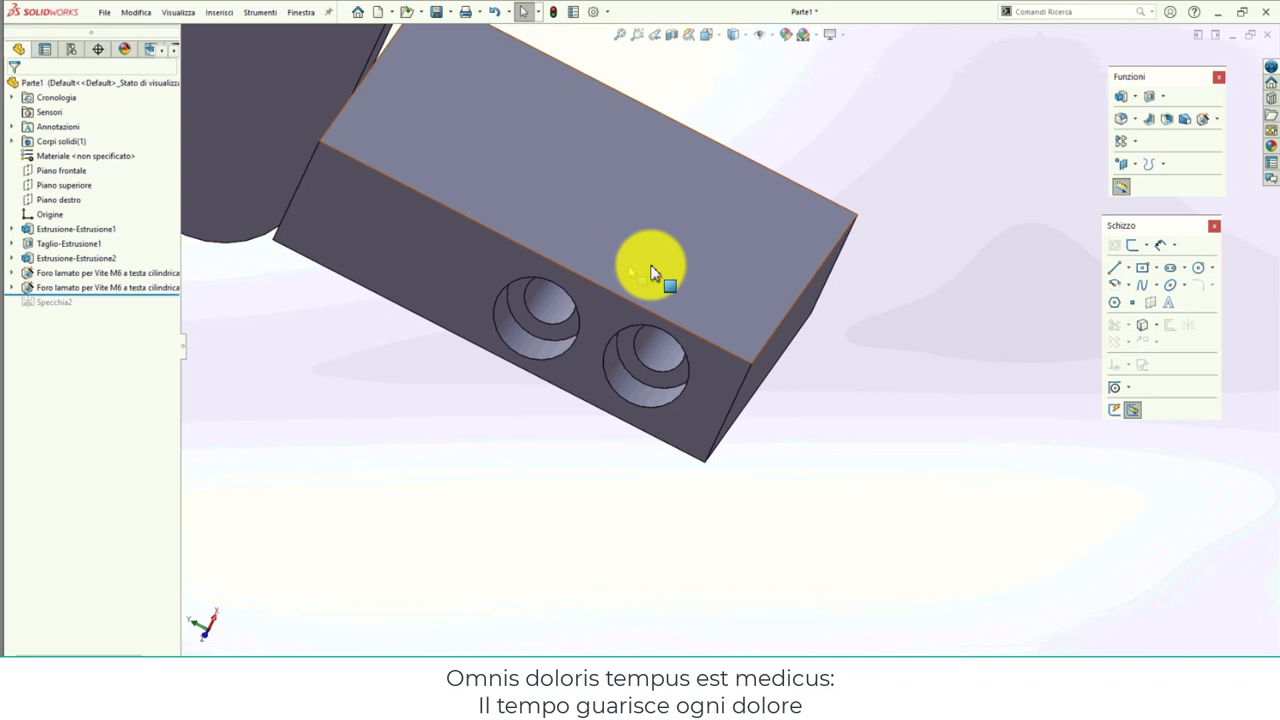 SOLIDWORKS File Modifica Visualizza Inserisci Strumenti Finestra Parte1 * Comandi Ricerca
Parte1 (Default<<Default>_Stato di visualizza
Cronologia
Sensori
Annotazioni
Corpi solidi(1)
Materiale <non specificato>
Piano frontale
Piano superiore
Piano destro
Origine
Estrusione-Estrusione1
Taglio-Estrusione1
Estrusione-Estrusione2
Foro lamato per Vite M6 a testa cilindrica
Foro lamato per Vite M6 a testa cilindrica
Specchia2
Funzioni
Schizzo
X
Y
Z
Omnis doloris tempus est medicus:
Il tempo guarisce ogni dolore